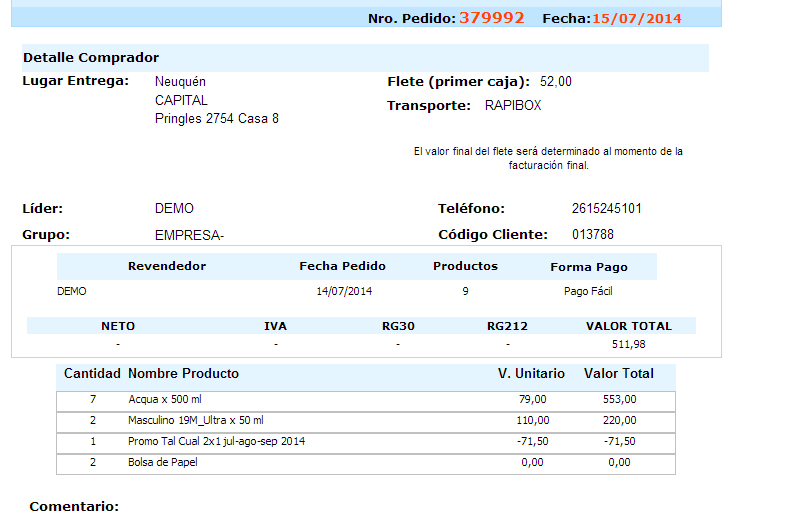 Nro. Pedido: 379992 Fecha:15/07/2014
Detalle Comprador
Lugar Entrega: Neuquén Flete (primer caja): 52,00
CAPITAL Transporte: RAPIBOX
Pringles 2754 Casa 8
El valor final del flete será determinado al momento de la
facturación final.
Líder: DEMO Teléfono: 2615245101
Grupo: EMPRESA- Código Cliente: 013788
Revendedor Fecha Pedido Productos Forma Pago
DEMO 14/07/2014 9 Pago Fácil
NETO IVA RG30 RG212 VALOR TOTAL
- - - - 511,98
Cantidad Nombre Producto V. Unitario Valor Total
7 Acqua x 500 ml 79,00 553,00
2 Masculino 19M_Ultra x 50 ml 110,00 220,00
1 Promo Tal Cual 2x1 jul-ago-sep 2014 -71,50 -71,50
2 Bolsa de Papel 0,00 0,00
Comentario: